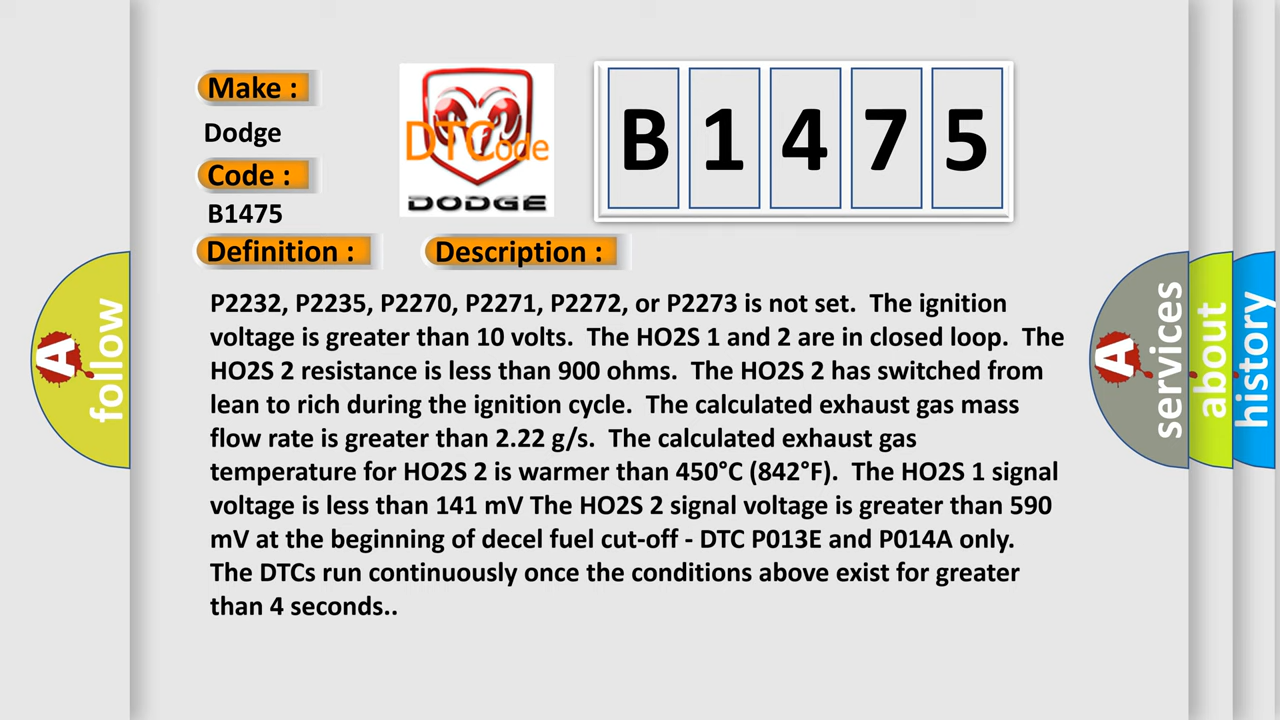 Make :
Dodge
Code :
B1475
DTCode
DODGE
B 1 4 7 5
Definition :
Description :
P2232, P2235, P2270, P2271, P2272, or P2273 is not set.  The ignition
voltage is greater than 10 volts.  The HO2S 1 and 2 are in closed loop.  The
HO2S 2 resistance is less than 900 ohms.  The HO2S 2 has switched from
lean to rich during the ignition cycle.  The calculated exhaust gas mass
flow rate is greater than 2.22 g/s.  The calculated exhaust gas
temperature for HO2S 2 is warmer than 450°C (842°F).  The HO2S 1 signal
voltage is less than 141 mV The HO2S 2 signal voltage is greater than 590
mV at the beginning of decel fuel cut-off - DTC P013E and P014A only.
The DTCs run continuously once the conditions above exist for greater
than 4 seconds..
A follow
A services
about
history